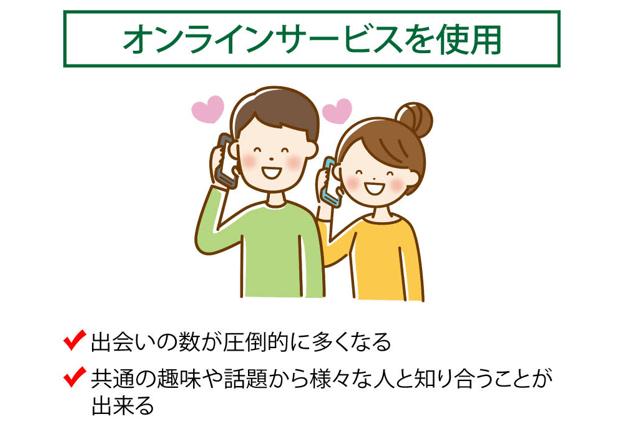 オンラインサービスを使用
出会いの数が圧倒的に多くなる
共通の趣味や話題から様々な人と知り合うことが
出来る